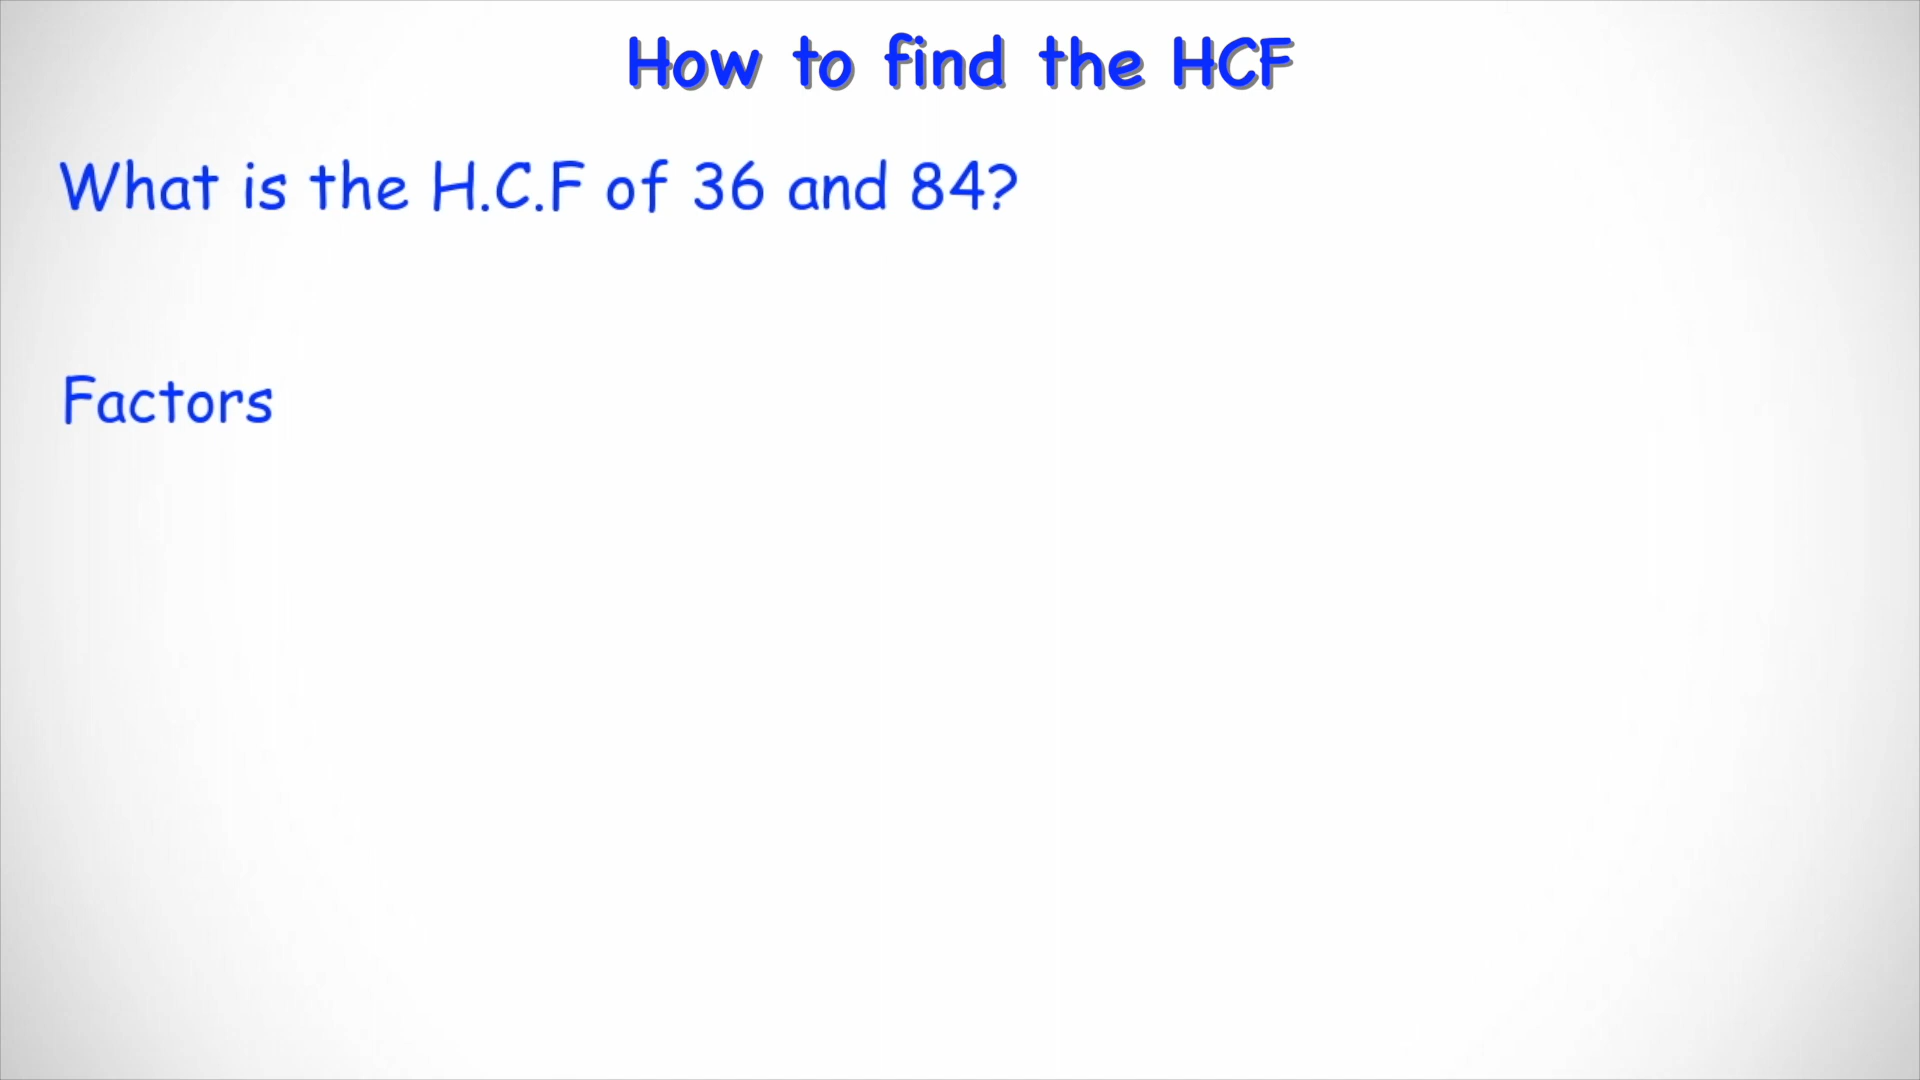 How to find the HCF
What is the H.C.F of 36 and 84?
Factors